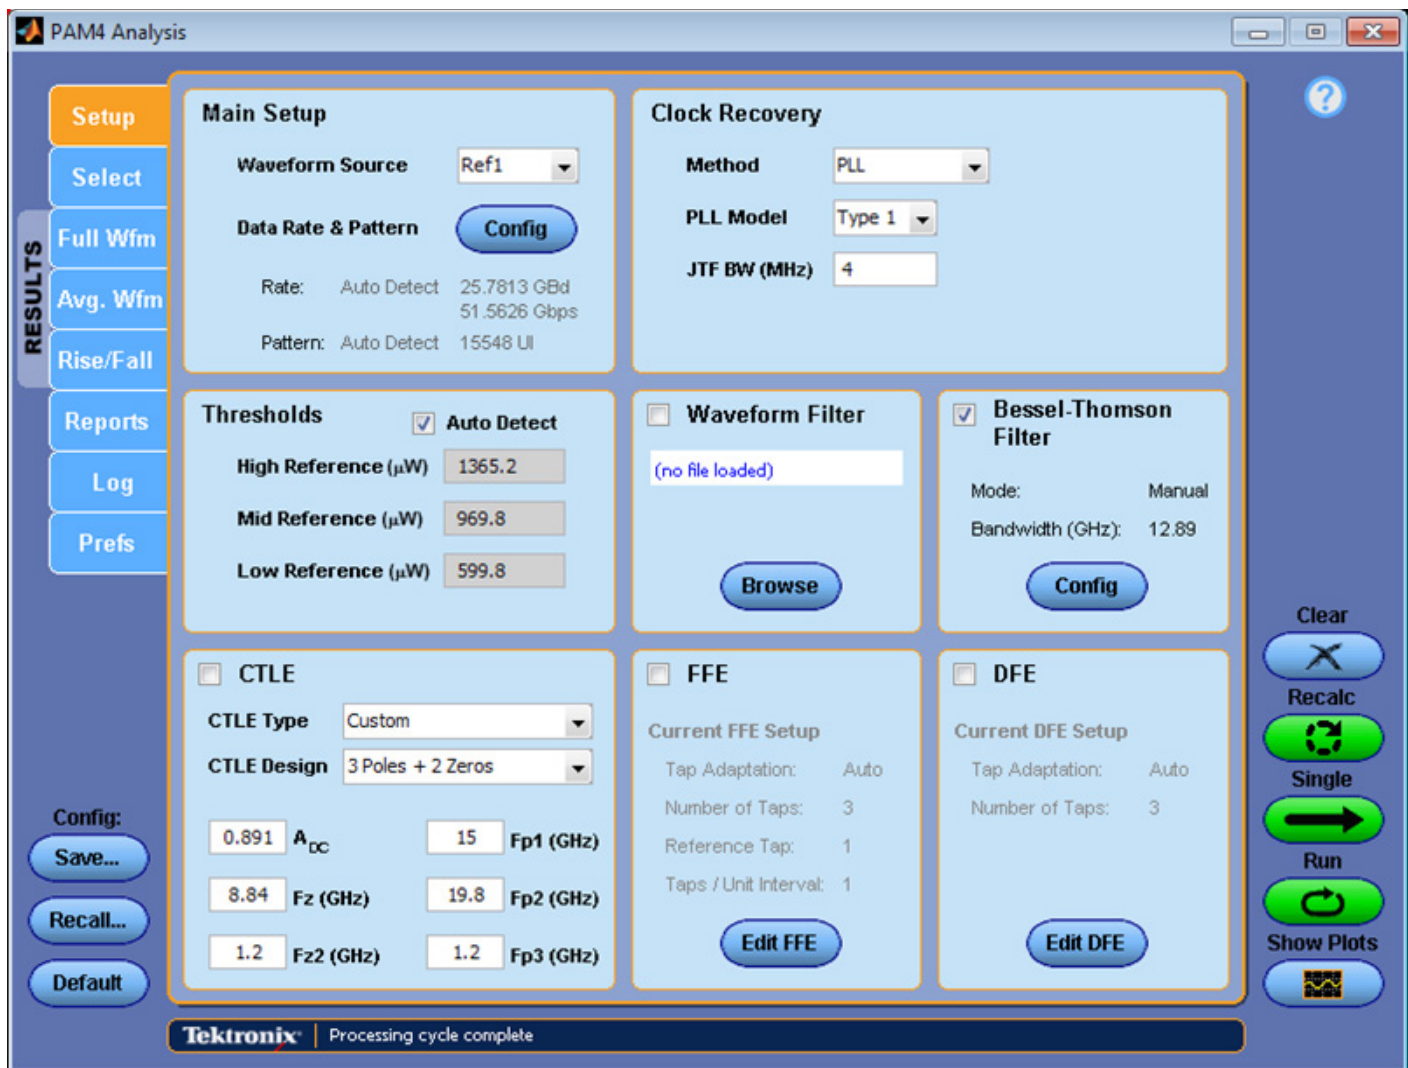 PAM4 Analysis
Setup
Select
Full Wfm
Avg. Wfm
Rise/Fall
Reports
Log
Prefs
RESULTS
Main Setup
Waveform Source Ref1
Data Rate & Pattern Config
Rate: Auto Detect 25.7813 GBd
51.5626 Gbps
Pattern: Auto Detect 15548 UI
Clock Recovery
Method PLL
PLL Model Type 1
JTF BW (MHz) 4
Thresholds Auto Detect
High Reference (μW) 1365.2
Mid Reference (μW) 969.8
Low Reference (μW) 599.8
Waveform Filter
(no file loaded)
Browse
Bessel-Thomson
Filter
Mode: Manual
Bandwidth (GHz): 12.89
Config
CTLE
CTLE Type Custom
CTLE Design 3 Poles + 2 Zeros
0.891 ADC 15 Fp1 (GHz)
8.84 Fz (GHz) 19.8 Fp2 (GHz)
1.2 Fz2 (GHz) 1.2 Fp3 (GHz)
FFE
Current FFE Setup
Tap Adaptation: Auto
Number of Taps: 3
Reference Tap: 1
Taps / Unit Interval: 1
Edit FFE
DFE
Current DFE Setup
Tap Adaptation: Auto
Number of Taps: 3
Edit DFE
Config:
Save...
Recall...
Default
?
Clear
Recalc
Single
Run
Show Plots
Tektronix Processing cycle complete